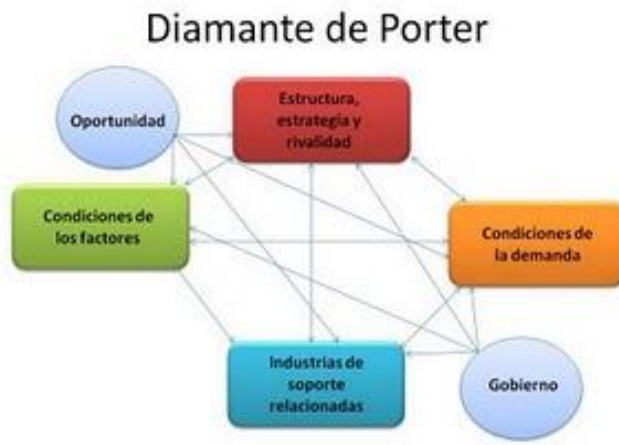 Diamante de Porter
Oportunidad
Estructura,
estrategia y
rivalidad
Condiciones de
los factores
Condiciones de
la demanda
Industrias de
soporte
relacionadas
Gobierno